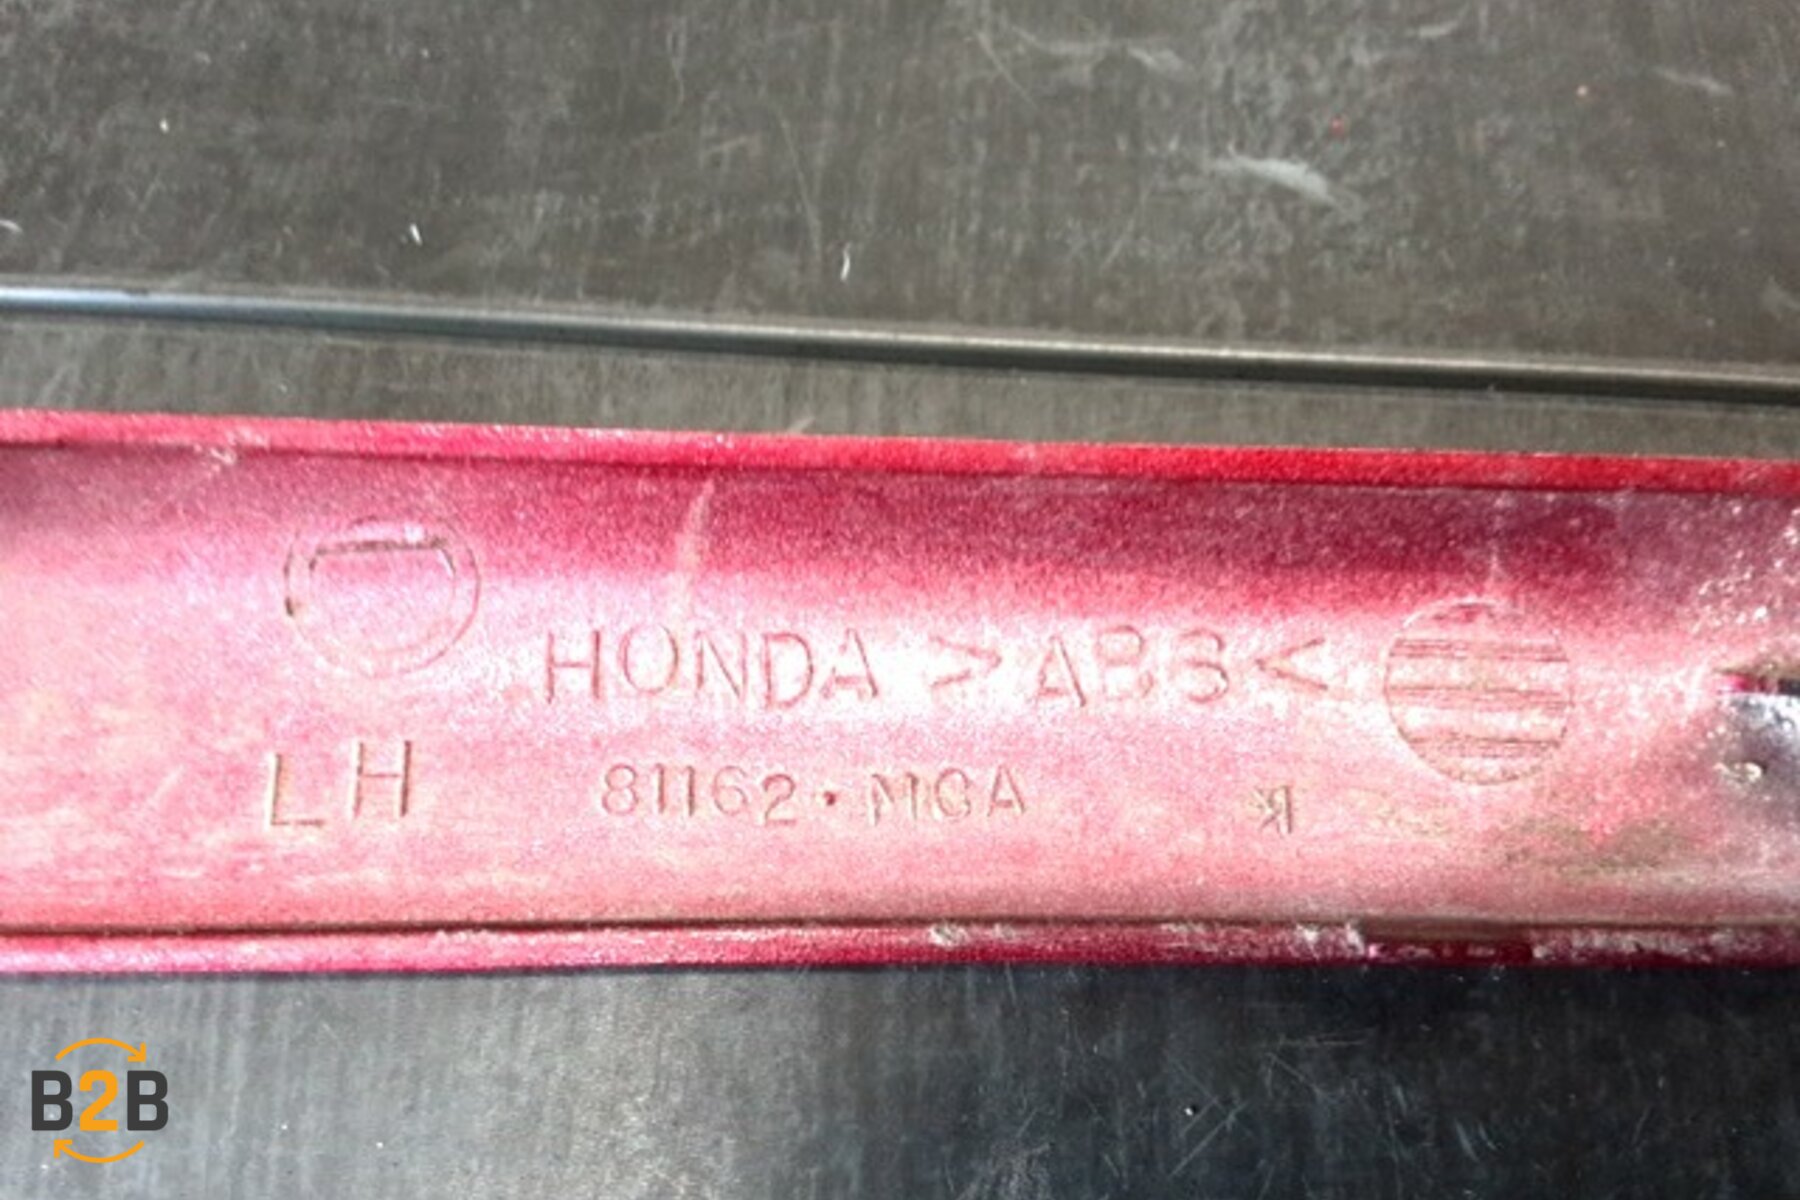 HONDA >ABS<
LH 81162·MCA
B2B